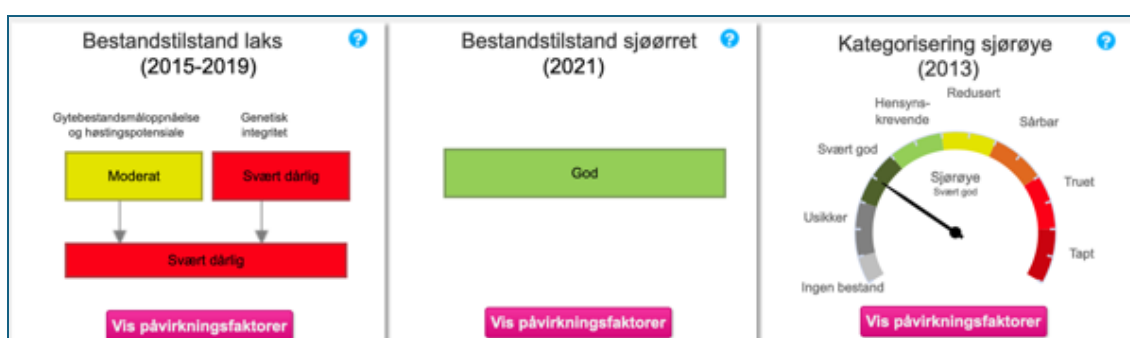 Bestandstilstand laks
(2015-2019)
?
Gytebestandsmåloppnåelse
og høstingspotensiale
Genetisk
integritet
Moderat
Svært dårlig
Svært dårlig
Vis påvirkningsfaktorer
Bestandstilstand sjøørret
(2021)
?
God
Vis påvirkningsfaktorer
Kategorisering sjørøye
(2013)
?
Ingen bestand
Usikker
Svært god
Hensyns-
krevende
Redusert
Sårbar
Truet
Tapt
Sjørøye
Svært god
Vis påvirkningsfaktorer